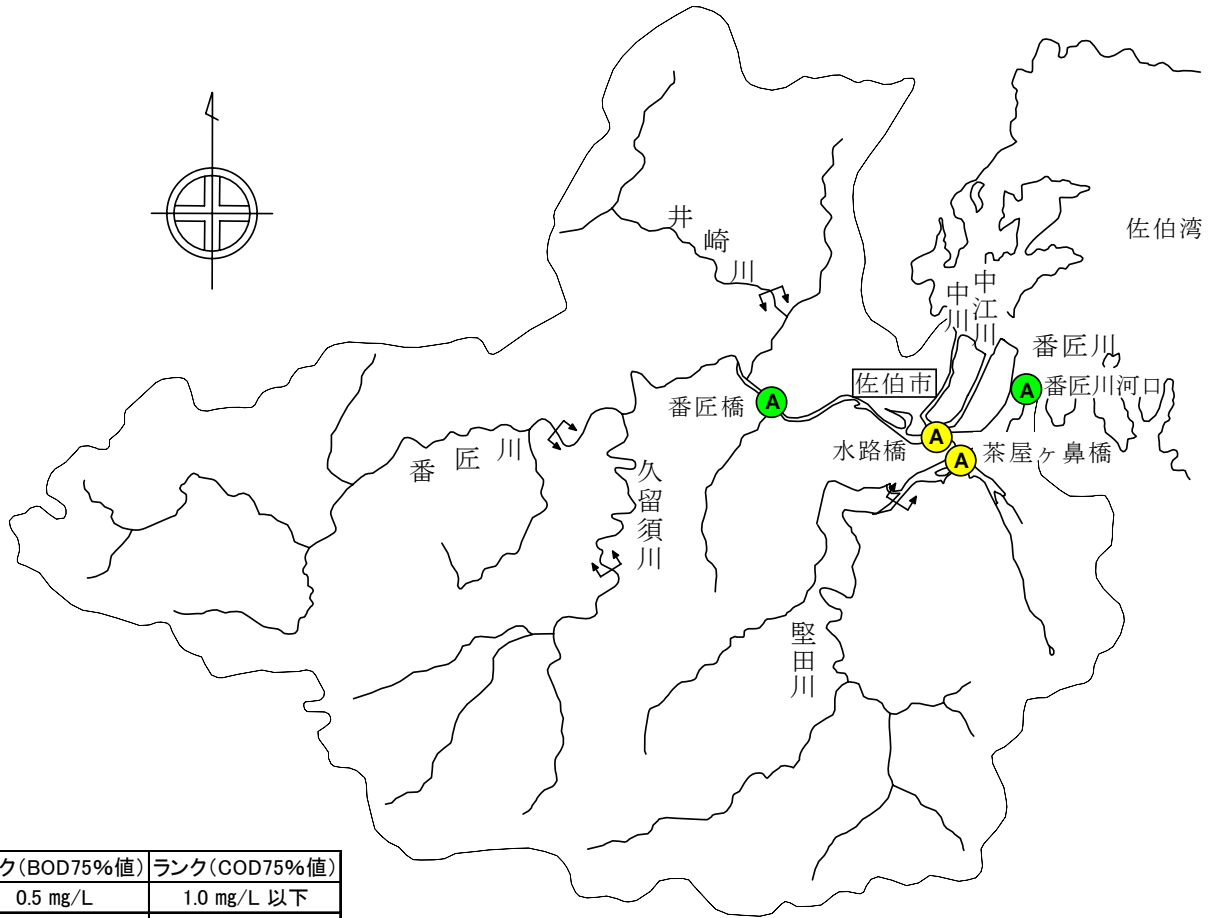 井崎川
佐伯湾
中川
中江川
番匠川
佐伯市
A
番匠川河口
番匠橋
A
水路橋
A
A
茶屋ヶ鼻橋
番匠川
久留須川
堅田川
ク(BOD75%値) ランク(COD75%値)
0.5 mg/L 1.0 mg/L 以下